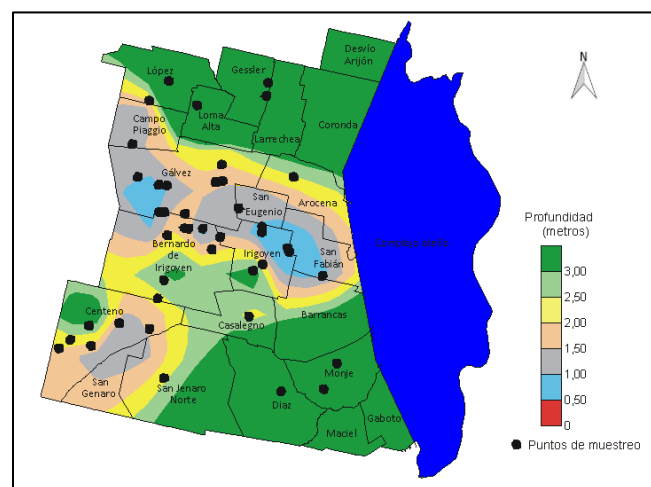 Desvío
Arijón
N
López
Gessler
Loma
Alta
Campo
Piaggio
Larrechea
Coronda
Gálvez
San
Eugenio
Arocena
Profundidad
(metros)
Bernardo
de
Irigoyen
Irigoyen
San
Fabián
3,00
2,50
2,00
1,50
1,00
0,50
0
Centeno
Casalegno
Barrancas
San
Genaro
San Jenaro
Norte
Monje
Diaz
Gaboto
Maciel
Puntos de muestreo